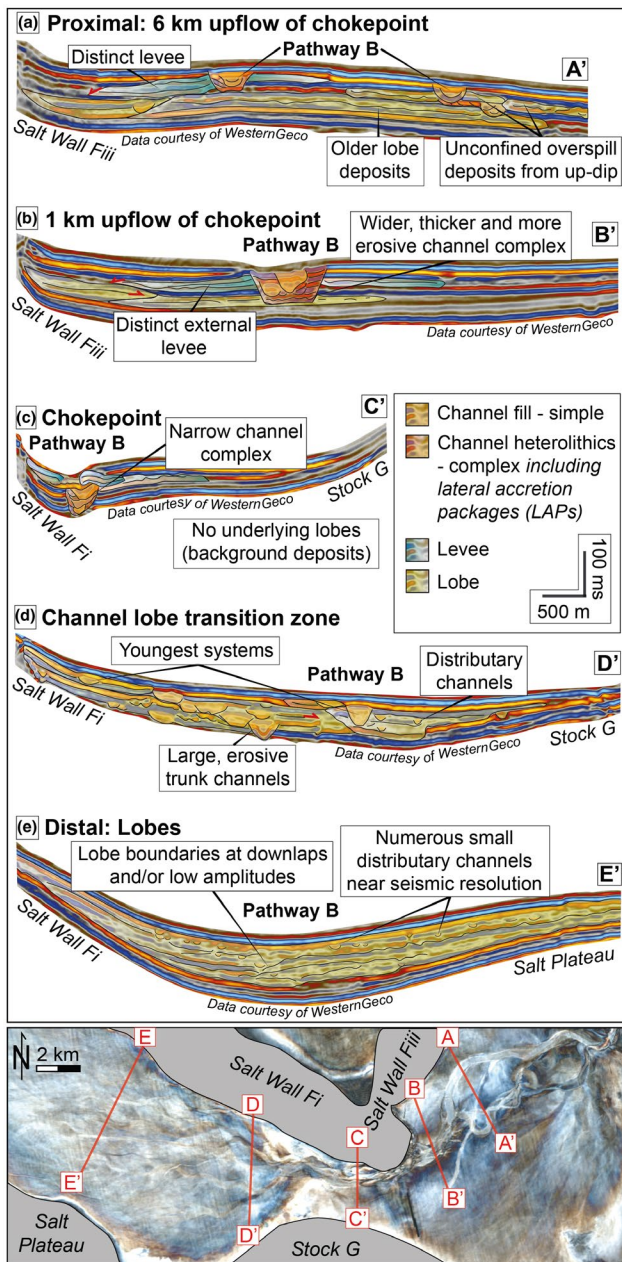 (a) Proximal: 6 km upflow of chokepoint
Distinct levee
Pathway B
A'
Salt Wall Fiii
Data courtesy of WesternGeco
Older lobe
deposits
Unconfined overspill
deposits from up-dip
(b) 1 km upflow of chokepoint
Pathway B
Wider, thicker and more
erosive channel complex
B'
Salt Wall Fiii
Distinct external
levee
Data courtesy of WesternGeco
(c) Chokepoint
C'
Pathway B
Narrow channel
complex
Salt Wall Fi
Data courtesy of WesternGeco
Stock G
No underlying lobes
(background deposits)
Channel fill - simple
Channel heterolithics
- complex including
lateral accretion
packages (LAPs)
Levee
Lobe
100 ms
500 m
(d) Channel lobe transition zone
Youngest systems
Pathway B
Distributary
channels
D'
Salt Wall Fi
Large, erosive
trunk channels
Data courtesy of WesternGeco
Stock G
(e) Distal: Lobes
Lobe boundaries at downlaps
and/or low amplitudes
Numerous small
distributary channels
near seismic resolution
E'
Pathway B
Salt Wall Fi
Data courtesy of WesternGeco
Salt Plateau
N
2 km
E
Salt Wall Fi
Salt Wall Fiii
A
D
B
C
A'
E'
B'
D'
C'
Salt
Plateau
Stock G